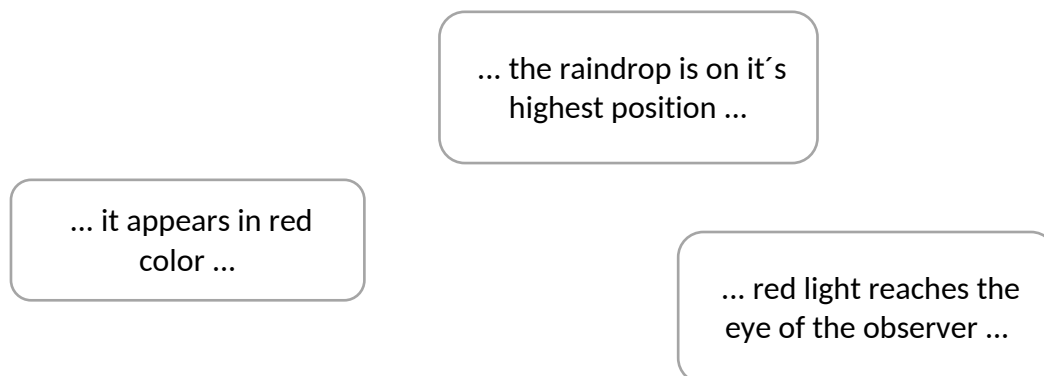 ... the raindrop is on it´s
highest position ...
... it appears in red
color ...
... red light reaches the
eye of the observer ...